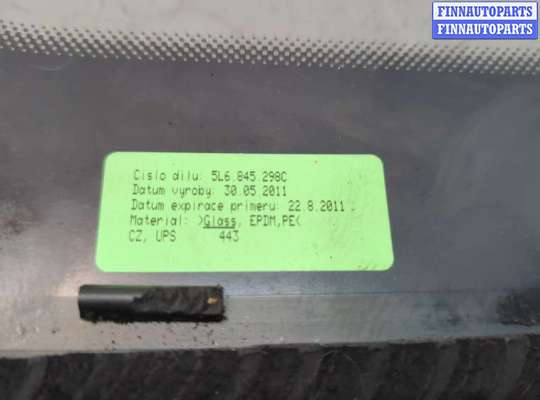 FINNAUTOPARTS
FINNAUTOPARTS
Cislo dilu: 5L6.845.298C
Datum vyroby: 30.05.2011
Datum expirace primeru: 22.8.2011
Material: >Glass, EPDM,PE<
CZ, UPS 443